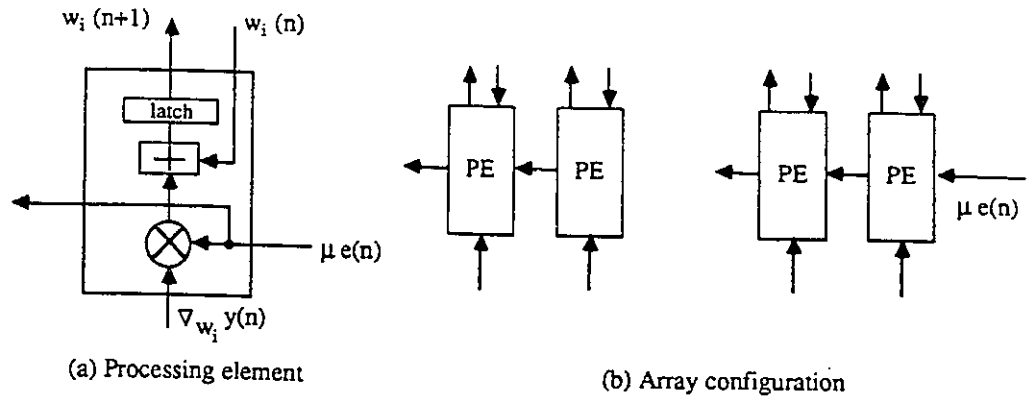 w_i (n+1)
w_i (n)
latch
+
μ e(n)
∇_{w_i} y(n)
(a) Processing element
PE
PE
PE
PE
μ e(n)
(b) Array configuration